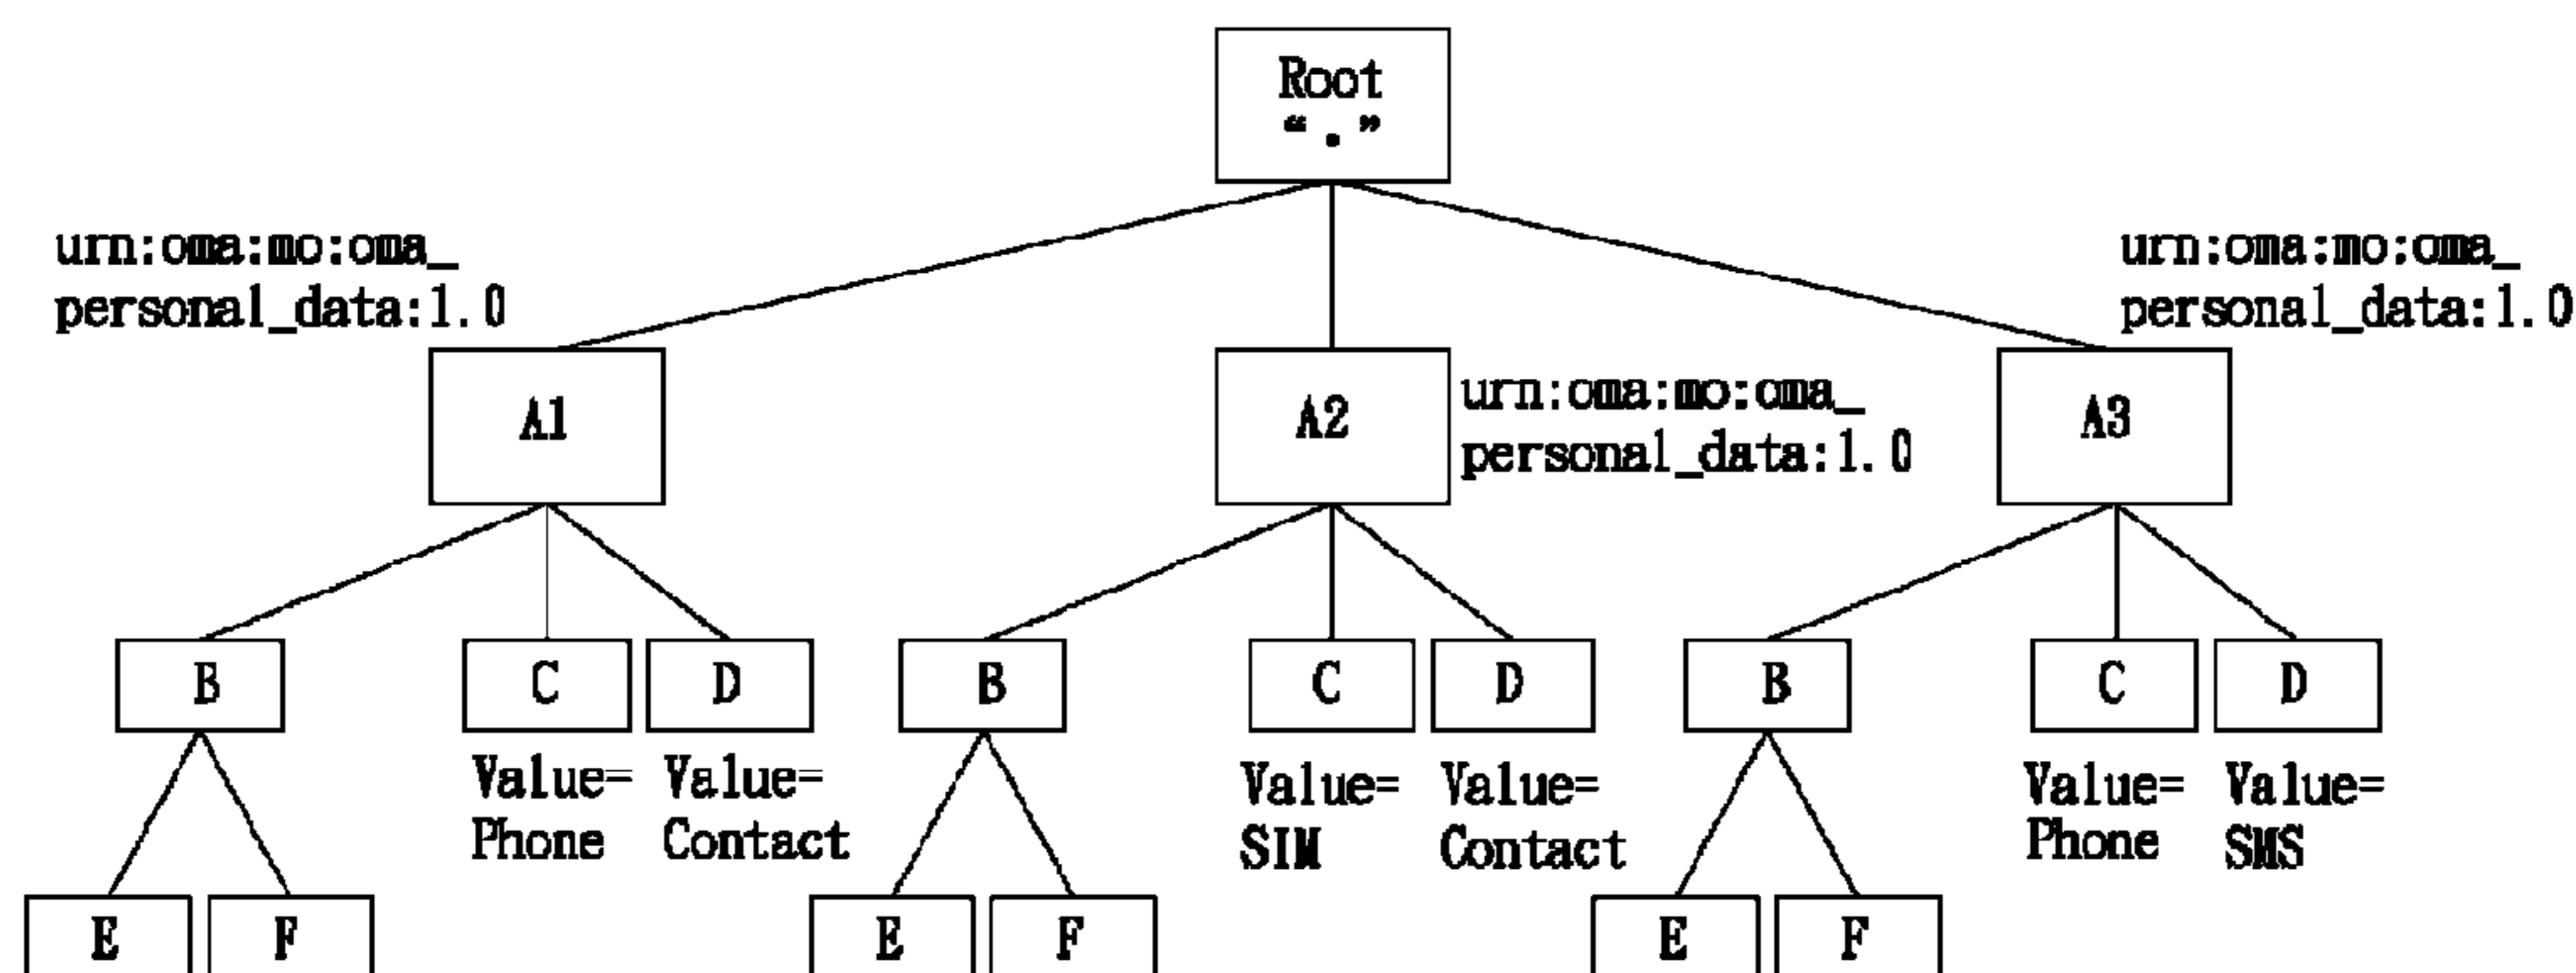 Root
“.”
urn:oma:mo:oma_
personal_data:1.0
urn:oma:mo:oma_
personal_data:1.0
A1
A2
urn:oma:mo:oma_
personal_data:1.0
A3
B
C
D
B
C
D
B
C
D
Value=
Phone
Value=
Contact
Value=
SIM
Value=
Contact
Value=
Phone
Value=
SMS
E
F
E
F
E
F